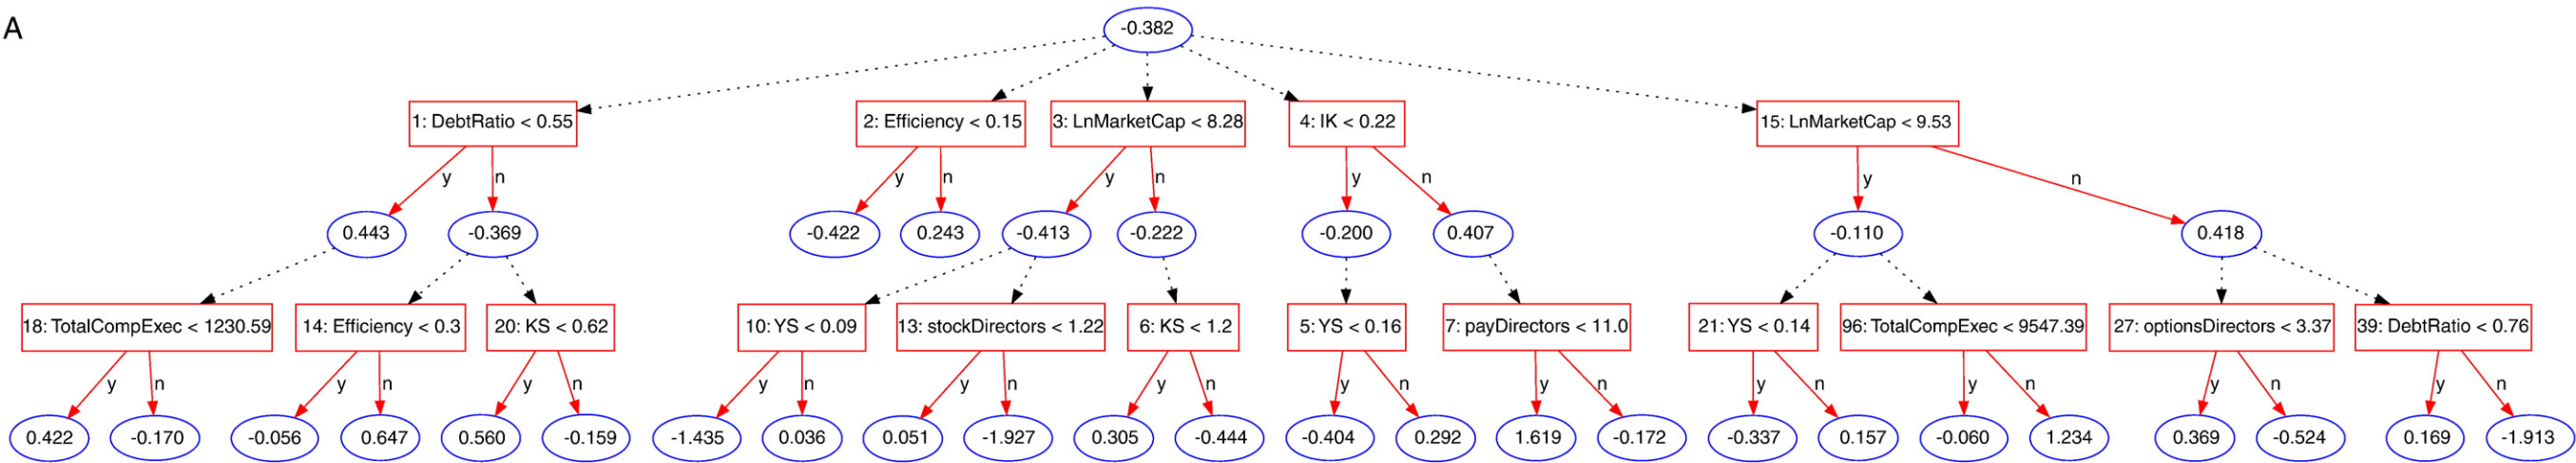 A
-0.382
1: DebtRatio < 0.55 2: Efficiency < 0.15 3: LnMarketCap < 8.28 4: IK < 0.22 15: LnMarketCap < 9.53
y n y n y n y n y n
0.443 -0.369 -0.422 0.243 -0.413 -0.222 -0.200 0.407 -0.110 0.418
18: TotalCompExec < 1230.59 14: Efficiency < 0.3 20: KS < 0.62 10: YS < 0.09 13: stockDirectors < 1.22 6: KS < 1.2 5: YS < 0.16 7: payDirectors < 11.0 21: YS < 0.14 96: TotalCompExec < 9547.39 27: optionsDirectors < 3.37 39: DebtRatio < 0.76
y n y n y n y n y n y n y n y n y n y n y n y n
0.422 -0.170 -0.056 0.647 0.560 -0.159 -1.435 0.036 0.051 -1.927 0.305 -0.444 -0.404 0.292 1.619 -0.172 -0.337 0.157 -0.060 1.234 0.369 -0.524 0.169 -1.913